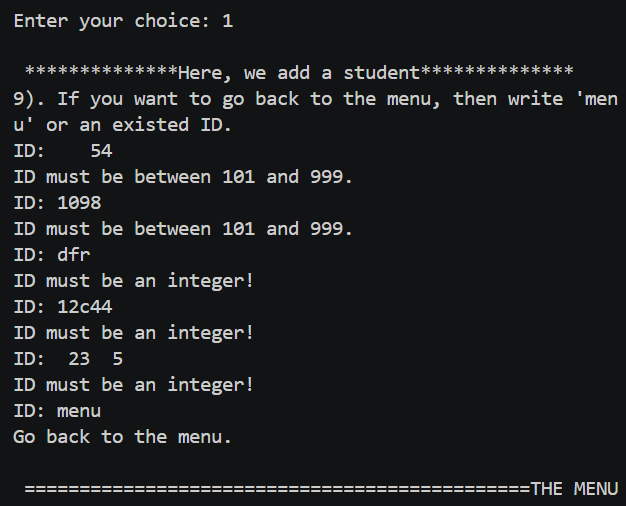 Enter your choice: 1
**************Here, we add a student**************
9). If you want to go back to the menu, then write 'men
u' or an existed ID.
ID:    54
ID must be between 101 and 999.
ID: 1098
ID must be between 101 and 999.
ID: dfr
ID must be an integer!
ID: 12c44
ID must be an integer!
ID:  23  5
ID must be an integer!
ID: menu
Go back to the menu.
==============================================THE MENU